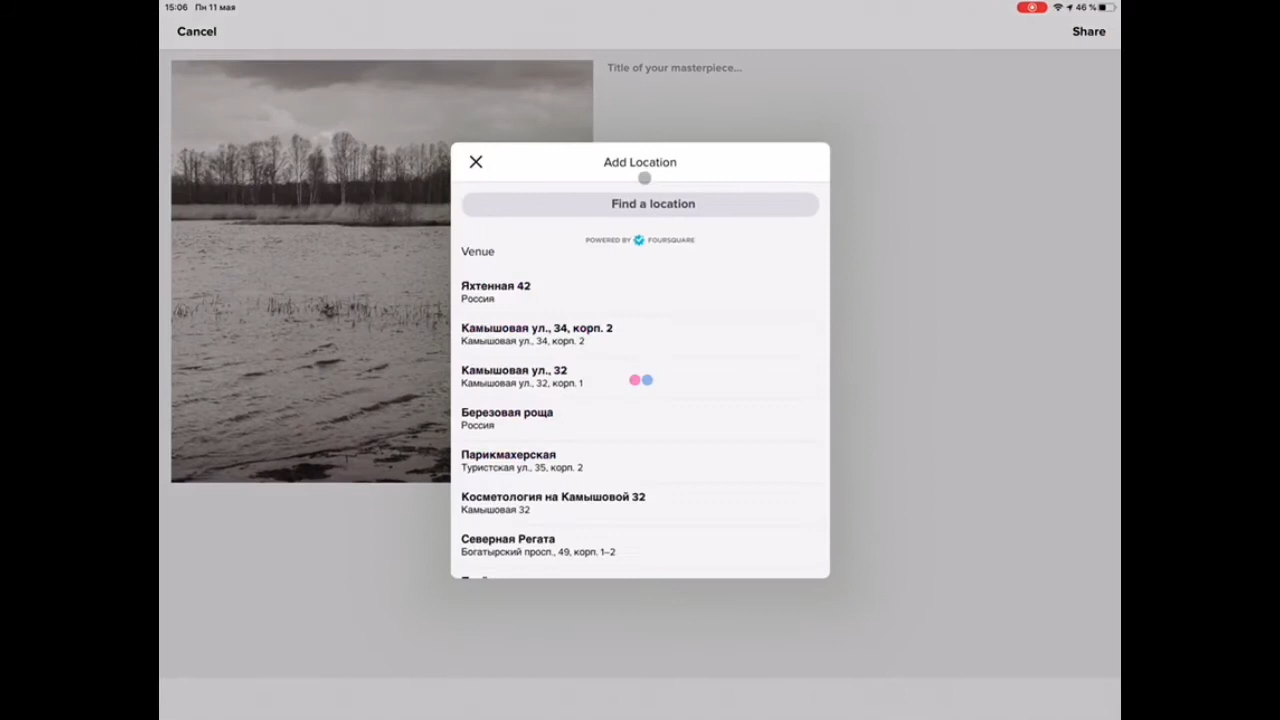 15:06 Пн 11 мая
46 %
Cancel
Share
Title of your masterpiece...
Add Location
Find a location
POWERED BY FOURSQUARE
Venue
Яхтенная 42
Россия
Камышовая ул., 34, корп. 2
Камышовая ул., 34, корп. 2
Камышовая ул., 32
Камышовая ул., 32, корп. 1
Березовая роща
Россия
Парикмахерская
Туристская ул., 35, корп. 2
Косметология на Камышовой 32
Камышовая 32
Северная Регата
Богатырский просп., 49, корп. 1–2